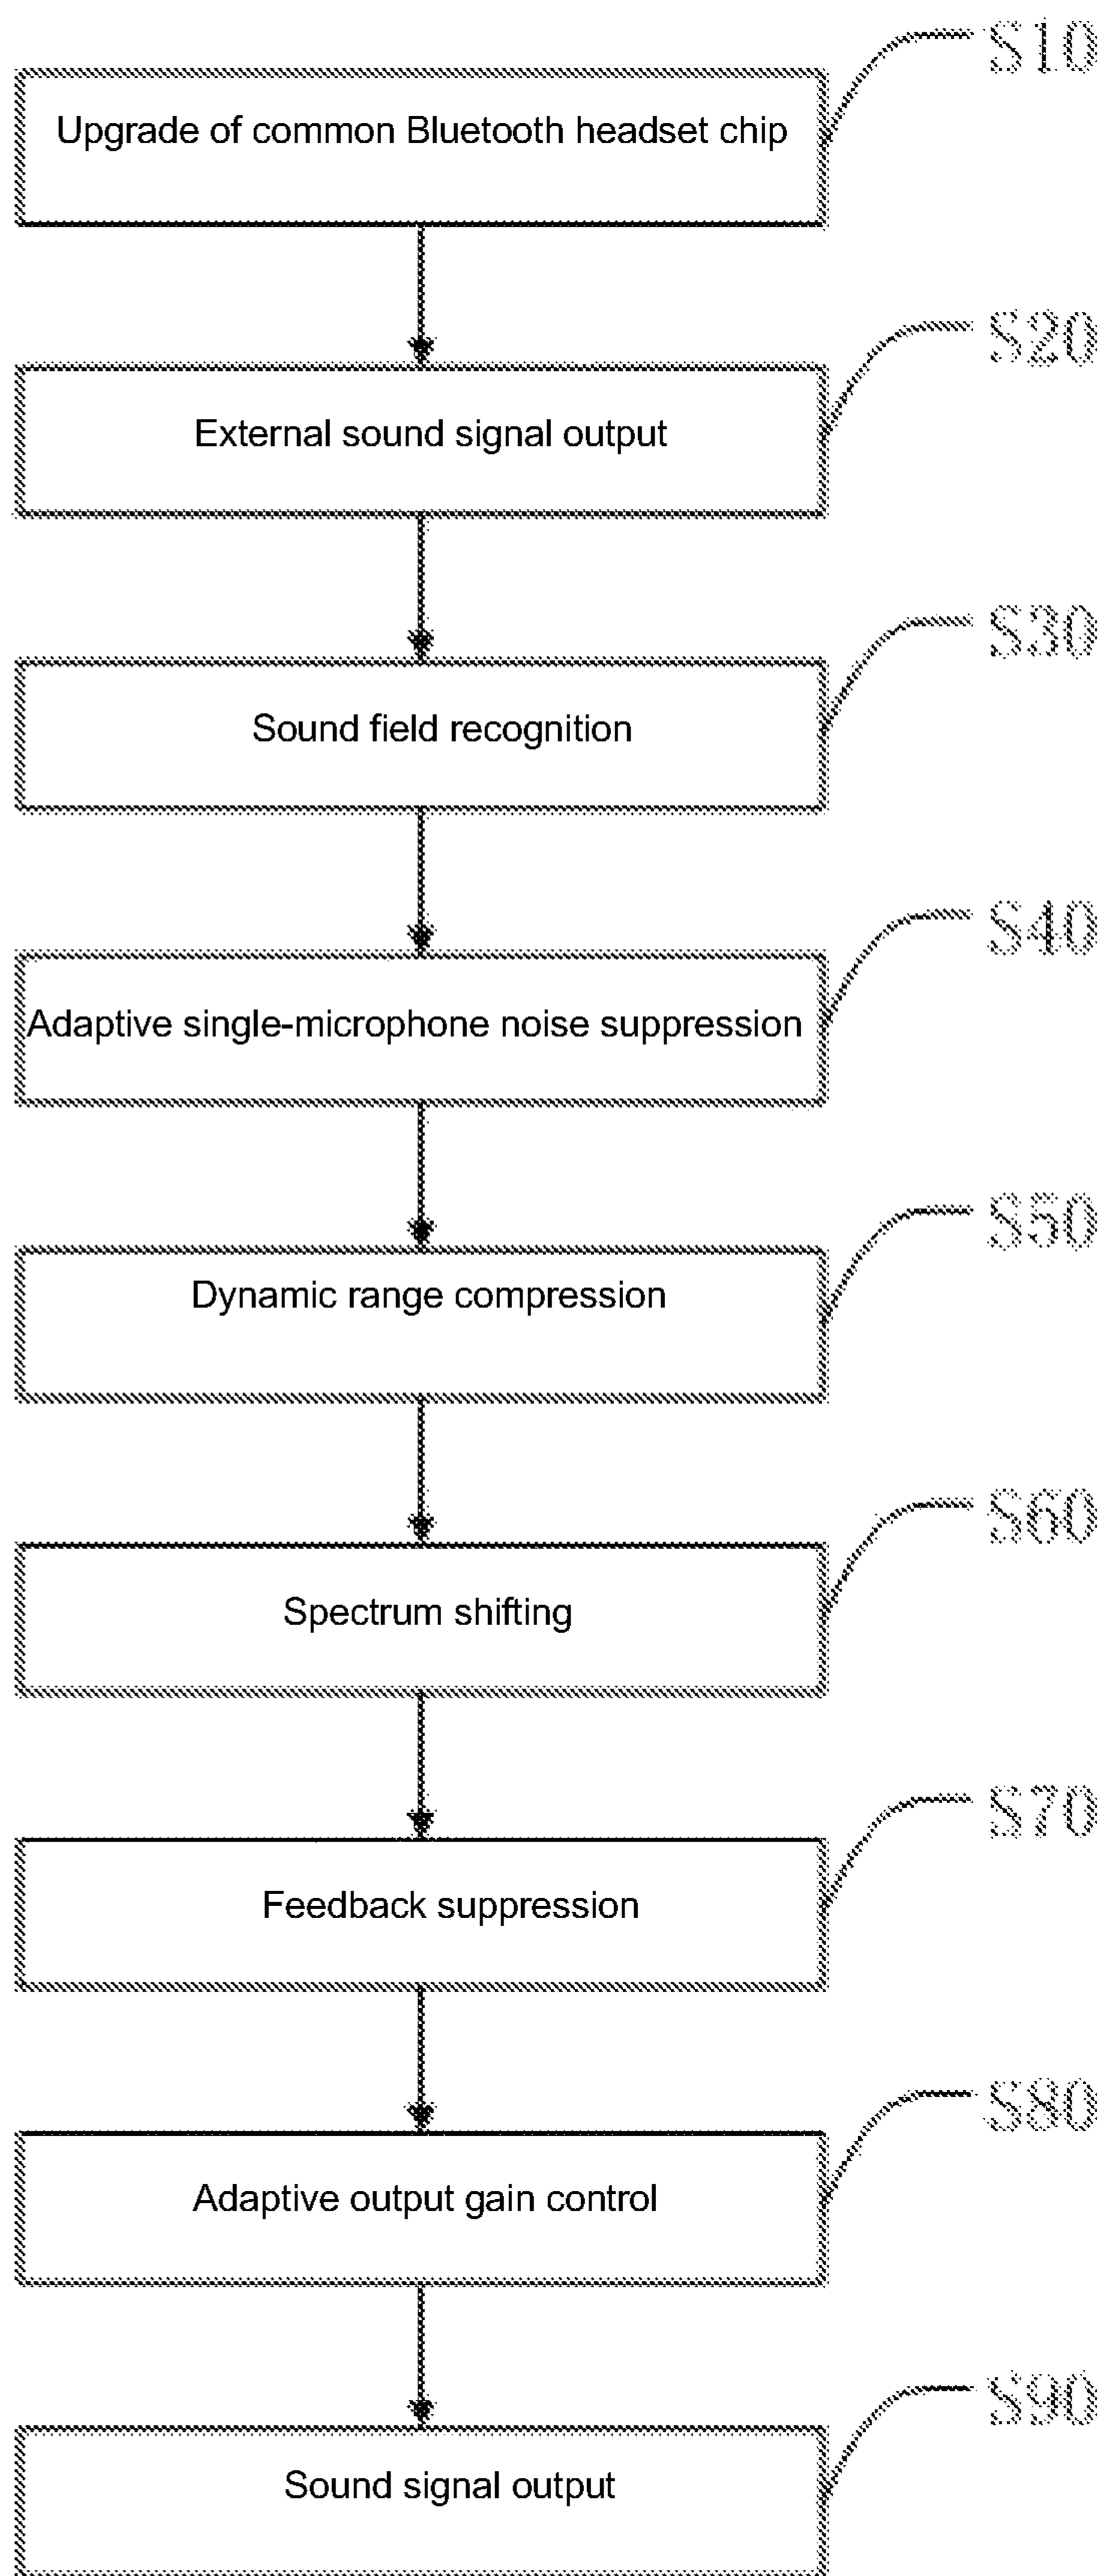 S10
Upgrade of common Bluetooth headset chip
S20
External sound signal output
S30
Sound field recognition
S40
Adaptive single-microphone noise suppression
S50
Dynamic range compression
S60
Spectrum shifting
S70
Feedback suppression
S80
Adaptive output gain control
S90
Sound signal output